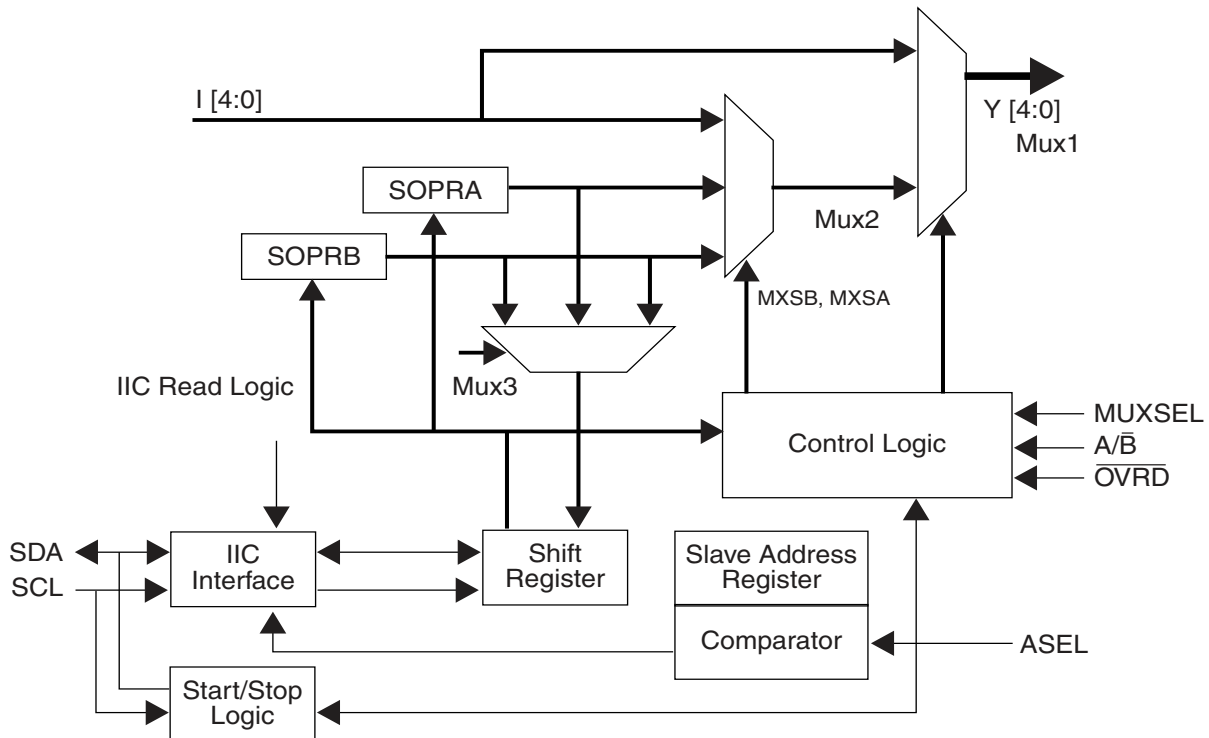 I [4:0]
Y [4:0]
Mux1
SOPRA
Mux2
SOPRB
MXSB, MXSA
IIC Read Logic
Mux3
MUXSEL
Control Logic
A/B̅
O̅V̅R̅D̅
SDA
IIC
Interface
Shift
Register
Slave Address
Register
SCL
Comparator
ASEL
Start/Stop
Logic